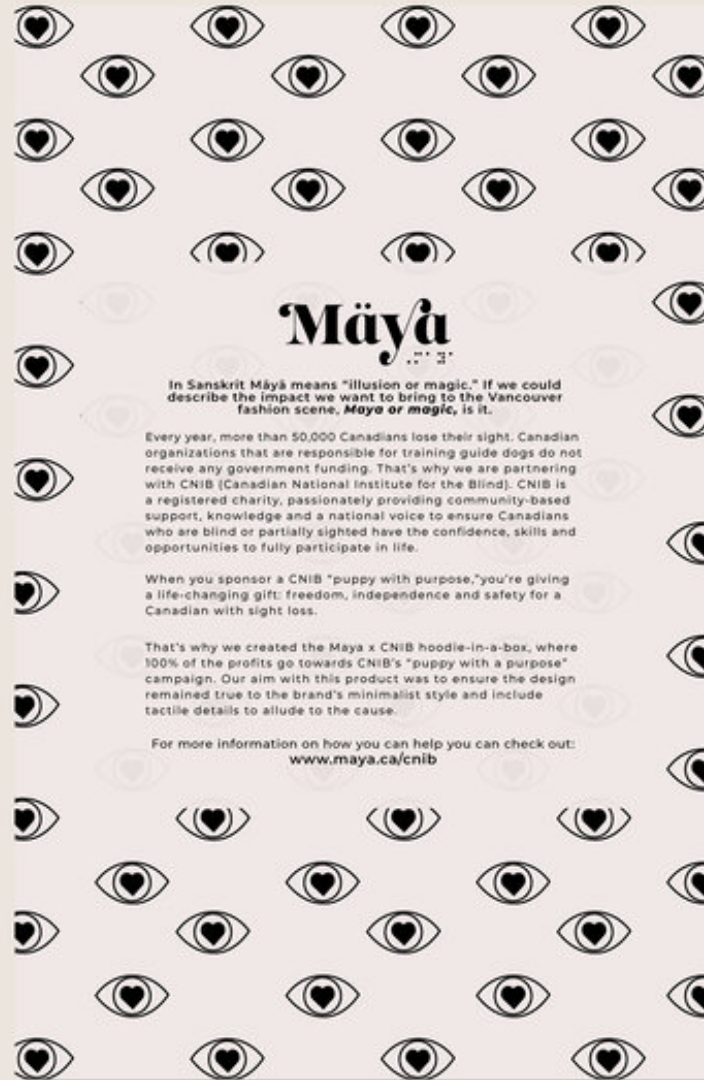 Mäya
In Sanskrit Māyā means “illusion or magic.” If we could
describe the impact we want to bring to the Vancouver
fashion scene, Maya or magic, is it.
Every year, more than 50,000 Canadians lose their sight. Canadian
organizations that are responsible for training guide dogs do not
receive any government funding. That's why we are partnering
with CNIB (Canadian National Institute for the Blind). CNIB is
a registered charity, passionately providing community-based
support, knowledge and a national voice to ensure Canadians
who are blind or partially sighted have the confidence, skills and
opportunities to fully participate in life.
When you sponsor a CNIB "puppy with purpose,"you're giving
a life-changing gift: freedom, independence and safety for a
Canadian with sight loss.
That's why we created the Maya x CNIB hoodie-in-a-box, where
100% of the profits go towards CNIB's "puppy with a purpose"
campaign. Our aim with this product was to ensure the design
remained true to the brand's minimalist style and include
tactile details to allude to the cause.
For more information on how you can help you can check out:
www.maya.ca/cnib